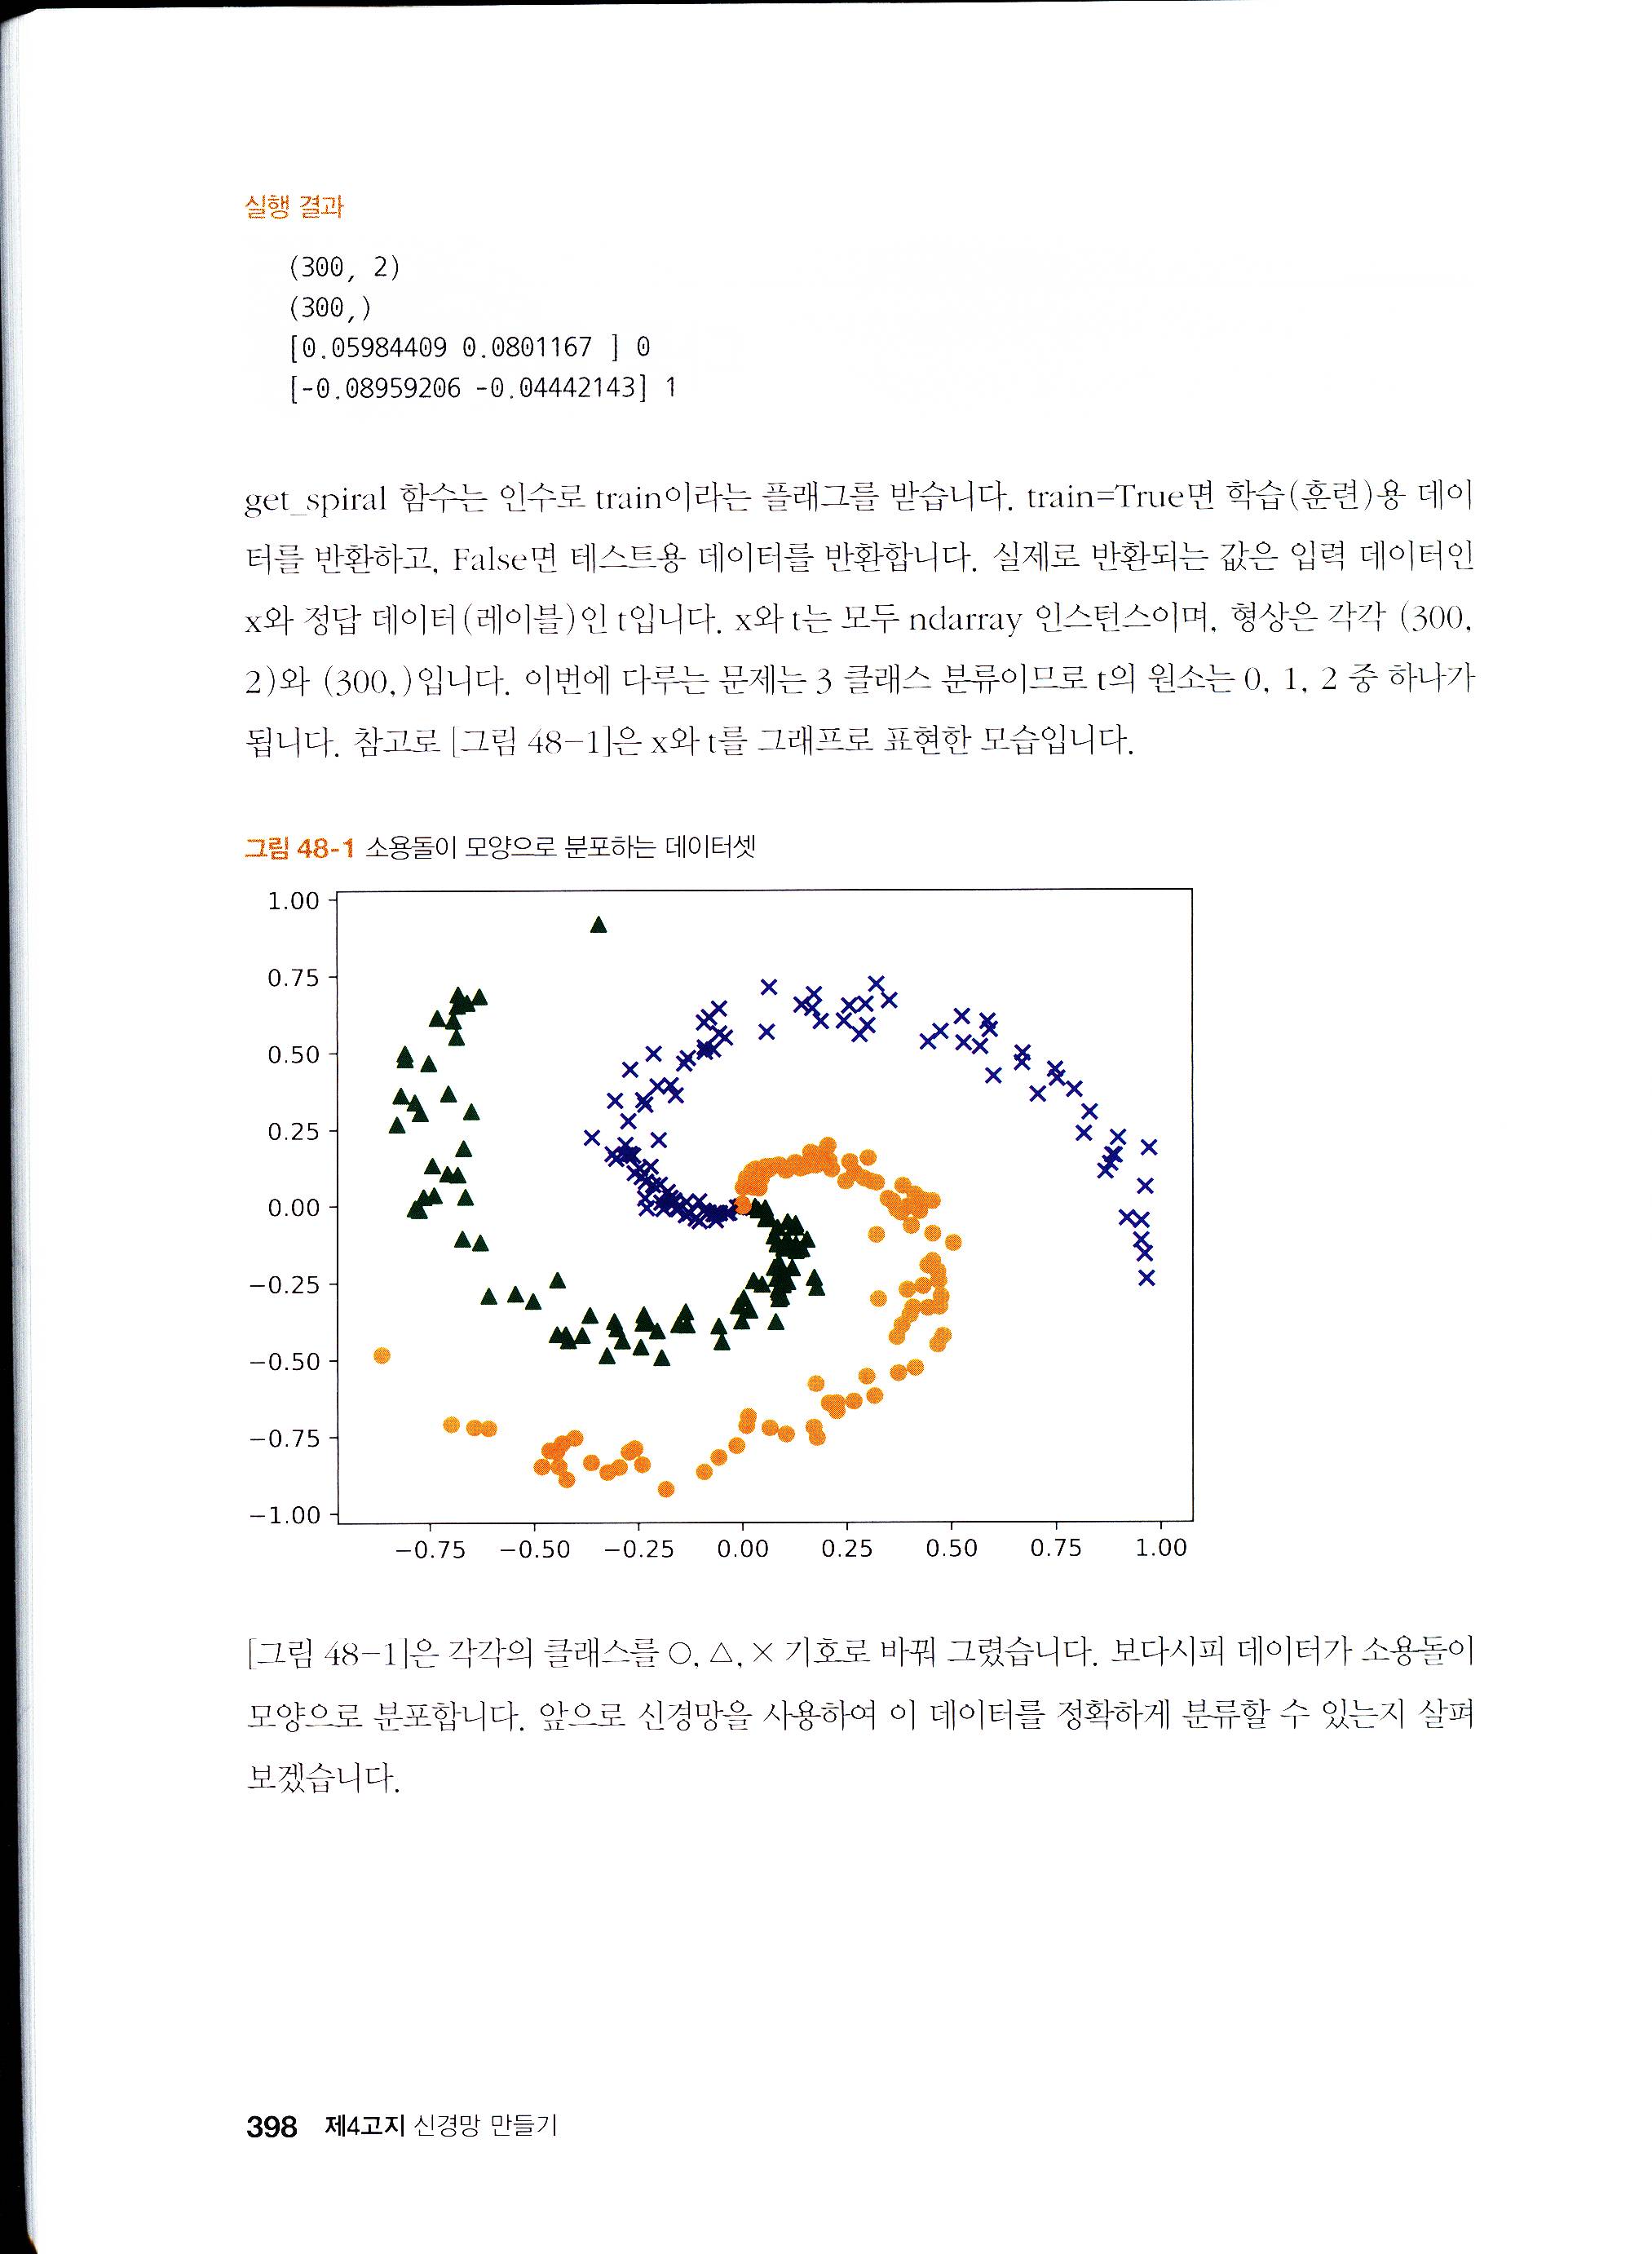 실행 결과
(300, 2)
(300,)
[0.05984409 0.0801167 ] 0
[-0.08959206 -0.04442143] 1
get_spiral 함수는 인수로 train이라는 플래그를 받습니다. train=True면 학습(훈련)용 데이
터를 반환하고, False면 테스트용 데이터를 반환합니다. 실제로 반환되는 값은 입력 데이터인
x와 정답 데이터(레이블)인 t입니다. x와 t는 모두 ndarray 인스턴스이며, 형상은 각각 (300,
2)와 (300,)입니다. 이번에 다루는 문제는 3 클래스 분류이므로 t의 원소는 0, 1, 2 중 하나가
됩니다. 참고로 [그림 48-1]은 x와 t를 그래프로 표현한 모습입니다.
그림 48-1 소용돌이 모양으로 분포하는 데이터셋
1.00
0.75
0.50
0.25
0.00
−0.25
−0.50
−0.75
−1.00
−0.75 −0.50 −0.25 0.00 0.25 0.50 0.75 1.00
[그림 48-1]은 각각의 클래스를 ○, △, × 기호로 바꿔 그렸습니다. 보다시피 데이터가 소용돌이
모양으로 분포합니다. 앞으로 신경망을 사용하여 이 데이터를 정확하게 분류할 수 있는지 살펴
보겠습니다.
398 제4고지 신경망 만들기